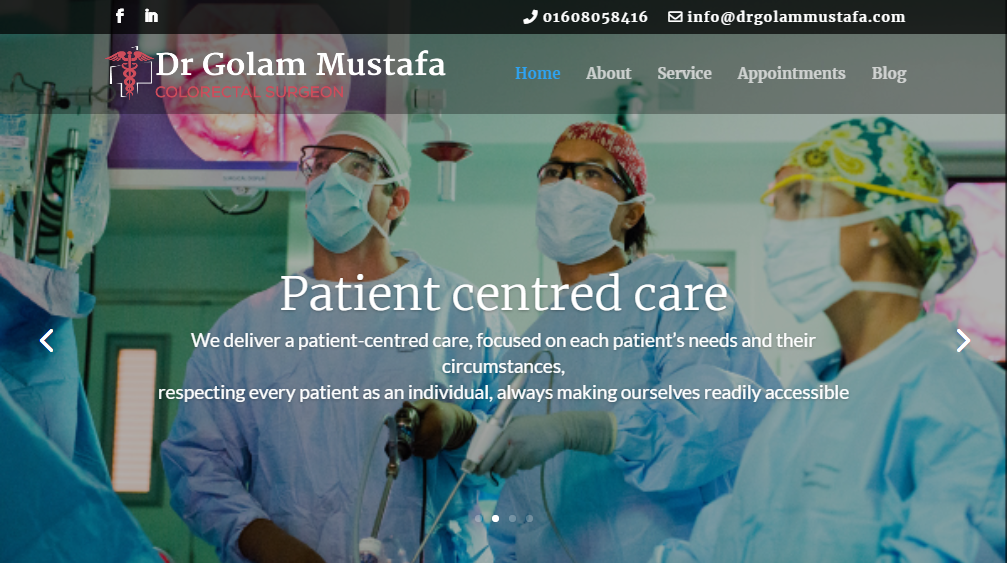 01608058416 info@drgolammustafa.com
Dr Golam Mustafa
COLORECTAL SURGEON
Home About Service Appointments Blog
Patient centred care
We deliver a patient-centred care, focused on each patient’s needs and their
circumstances,
respecting every patient as an individual, always making ourselves readily accessible